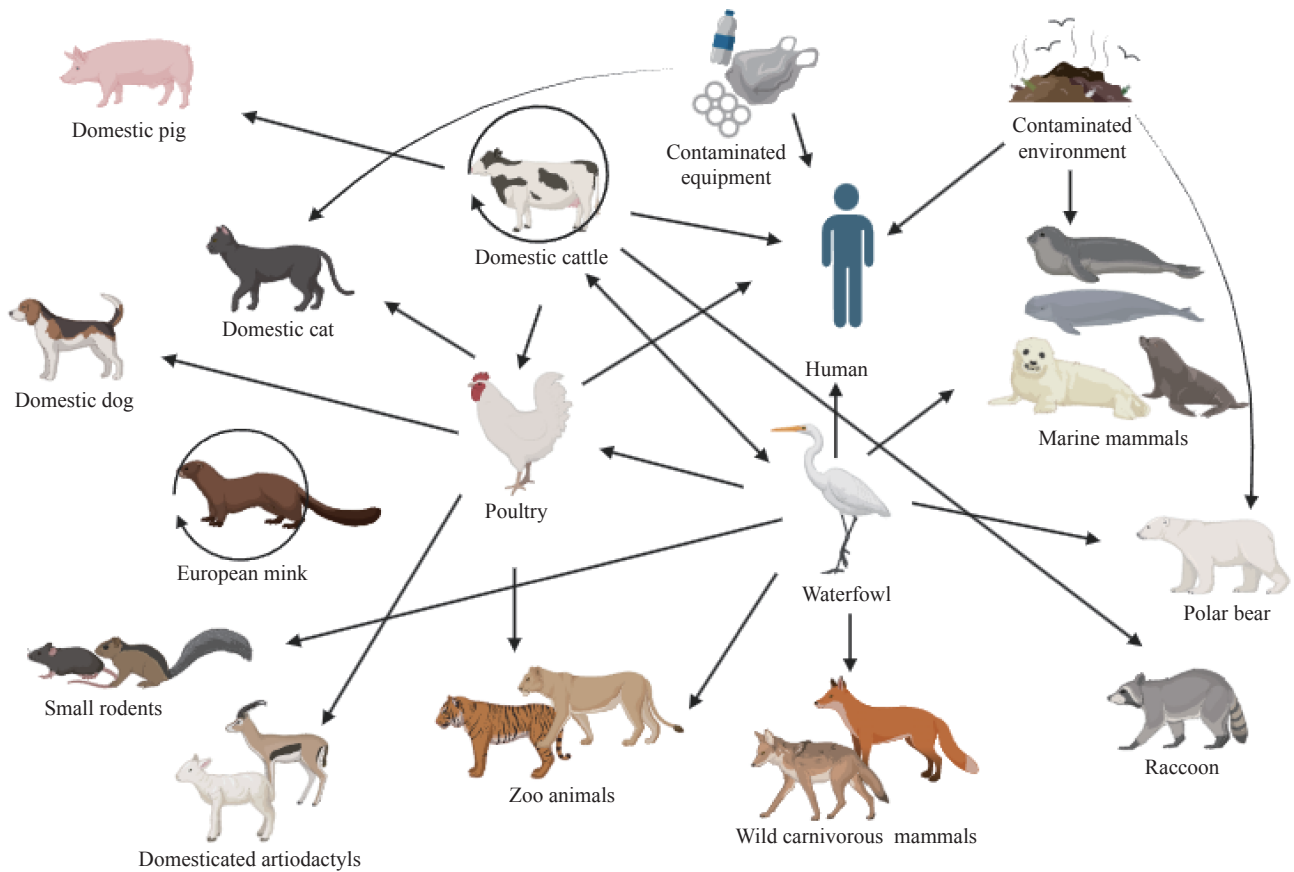 Domestic pig
Contaminated
equipment
Contaminated
environment
Domestic cattle
Domestic cat
Human
Domestic dog
Marine mammals
Poultry
European mink
Waterfowl
Polar bear
Small rodents
Raccoon
Zoo animals
Wild carnivorous mammals
Domesticated artiodactyls